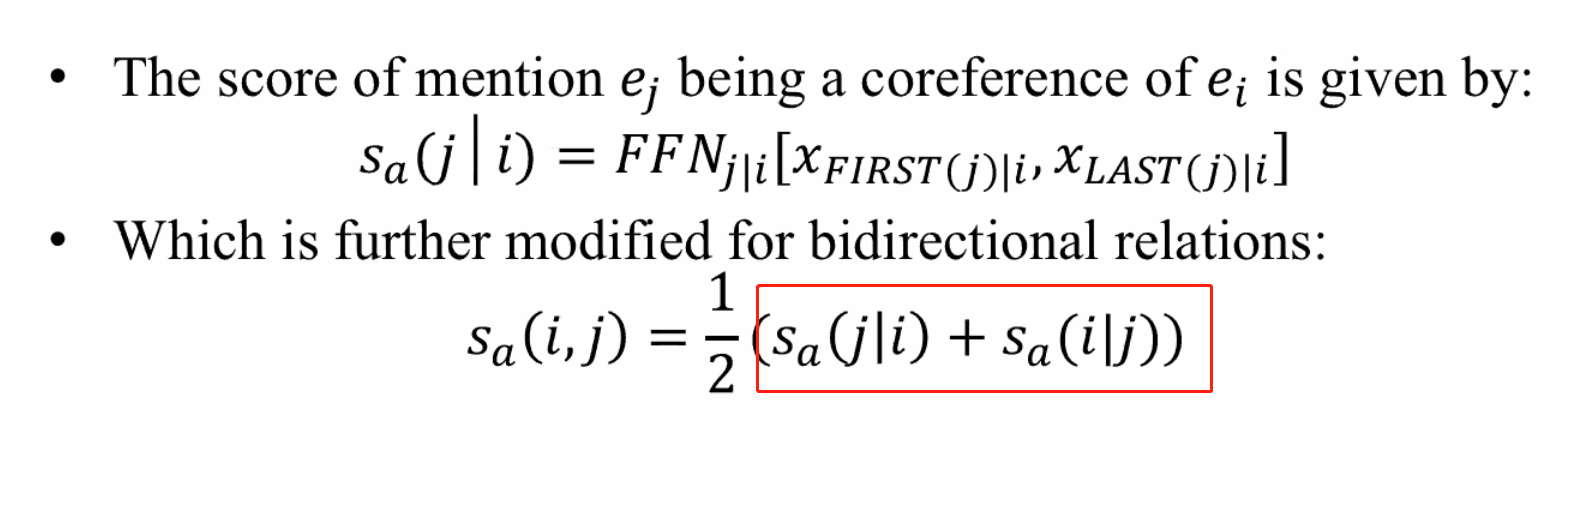 • The score of mention e_j being a coreference of e_i is given by:
s_a(j|i) = FFN_{j|i}[x_{FIRST(j)|i}, x_{LAST(j)|i}]
• Which is further modified for bidirectional relations:
s_a(i,j) = \frac{1}{2}(s_a(j|i) + s_a(i|j))